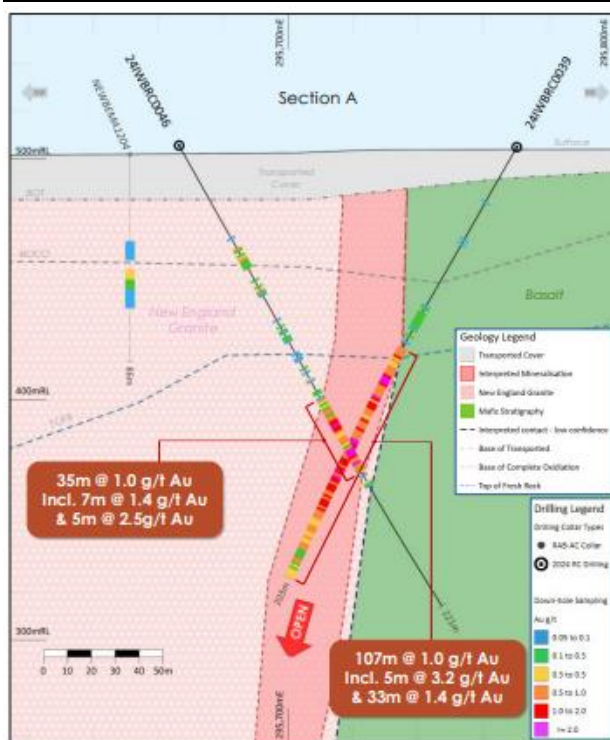 295,700mE
295,800mE
24IWBRC0046
24IWBRC0039
NEWBEMA1204
Section A
500mRL
Surface
Transported
Cover
BOT
BOCO
New England
Granite
Basalt
88m
400mRL
TOFR
Geology Legend
Transported Cover
Interpreted Mineralisation
New England Granite
Mafic Stratigraphy
Interpreted contact - low confidence
Base of Transported
Base of Complete Oxidation
Top of Fresh Rock
35m @ 1.0 g/t Au
Incl. 7m @ 1.4 g/t Au
& 5m @ 2.5g/t Au
Drilling Legend
Drilling Collar Types
RAB-AC Collar
2024 RC Drilling
Down-hole Sampling
Au g/t
0.05 to 0.1
0.1 to 0.3
0.3 to 0.5
0.5 to 1.0
1.0 to 2.0
>= 2.0
OPEN
300mRL
0 10 20 30 40 50m
107m @ 1.0 g/t Au
Incl. 5m @ 3.2 g/t Au
& 33m @ 1.4 g/t Au
295,700mE